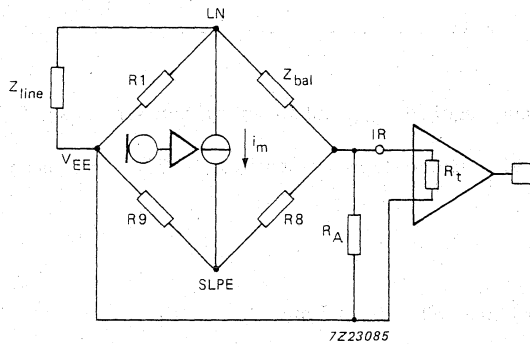 LN
R1
Zbal
Zline
im
IR
VEE
Rt
R9
R8
RA
SLPE
7Z23085